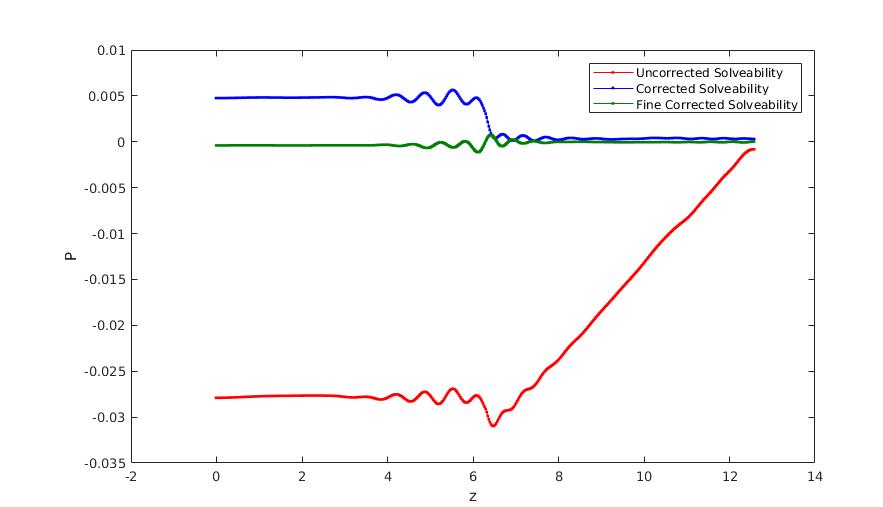 0.01
0.005
0
-0.005
-0.01
-0.015
-0.02
-0.025
-0.03
-0.035
P
Uncorrected Solveability
Corrected Solveability
Fine Corrected Solveability
-2 0 2 4 6 8 10 12 14
z